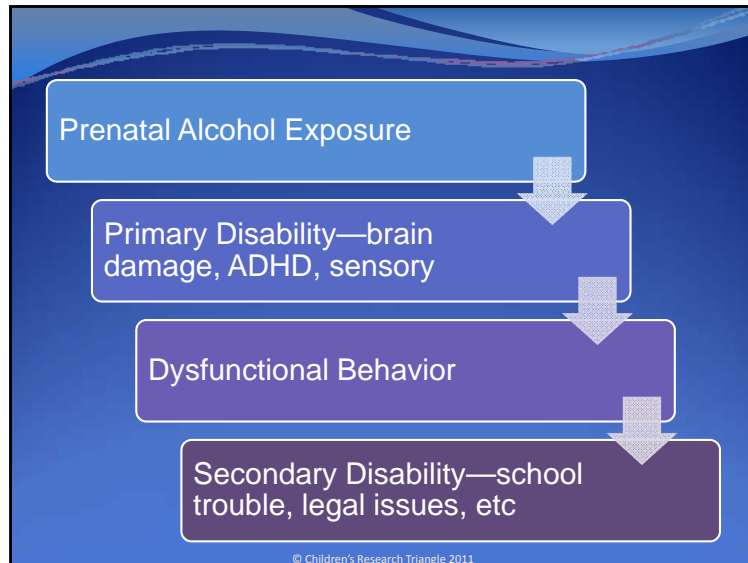 Prenatal Alcohol Exposure
Primary Disability—brain
damage, ADHD, sensory
Dysfunctional Behavior
Secondary Disability—school
trouble, legal issues, etc
© Children's Research Triangle 2011